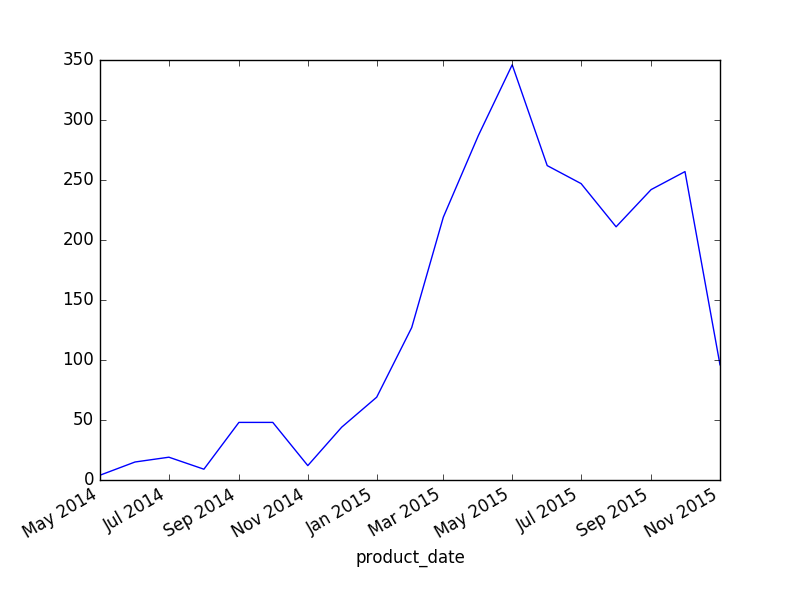 350
300
250
200
150
100
50
0
May 2014
Jul 2014
Sep 2014
Nov 2014
Jan 2015
Mar 2015
May 2015
Jul 2015
Sep 2015
Nov 2015
product_date